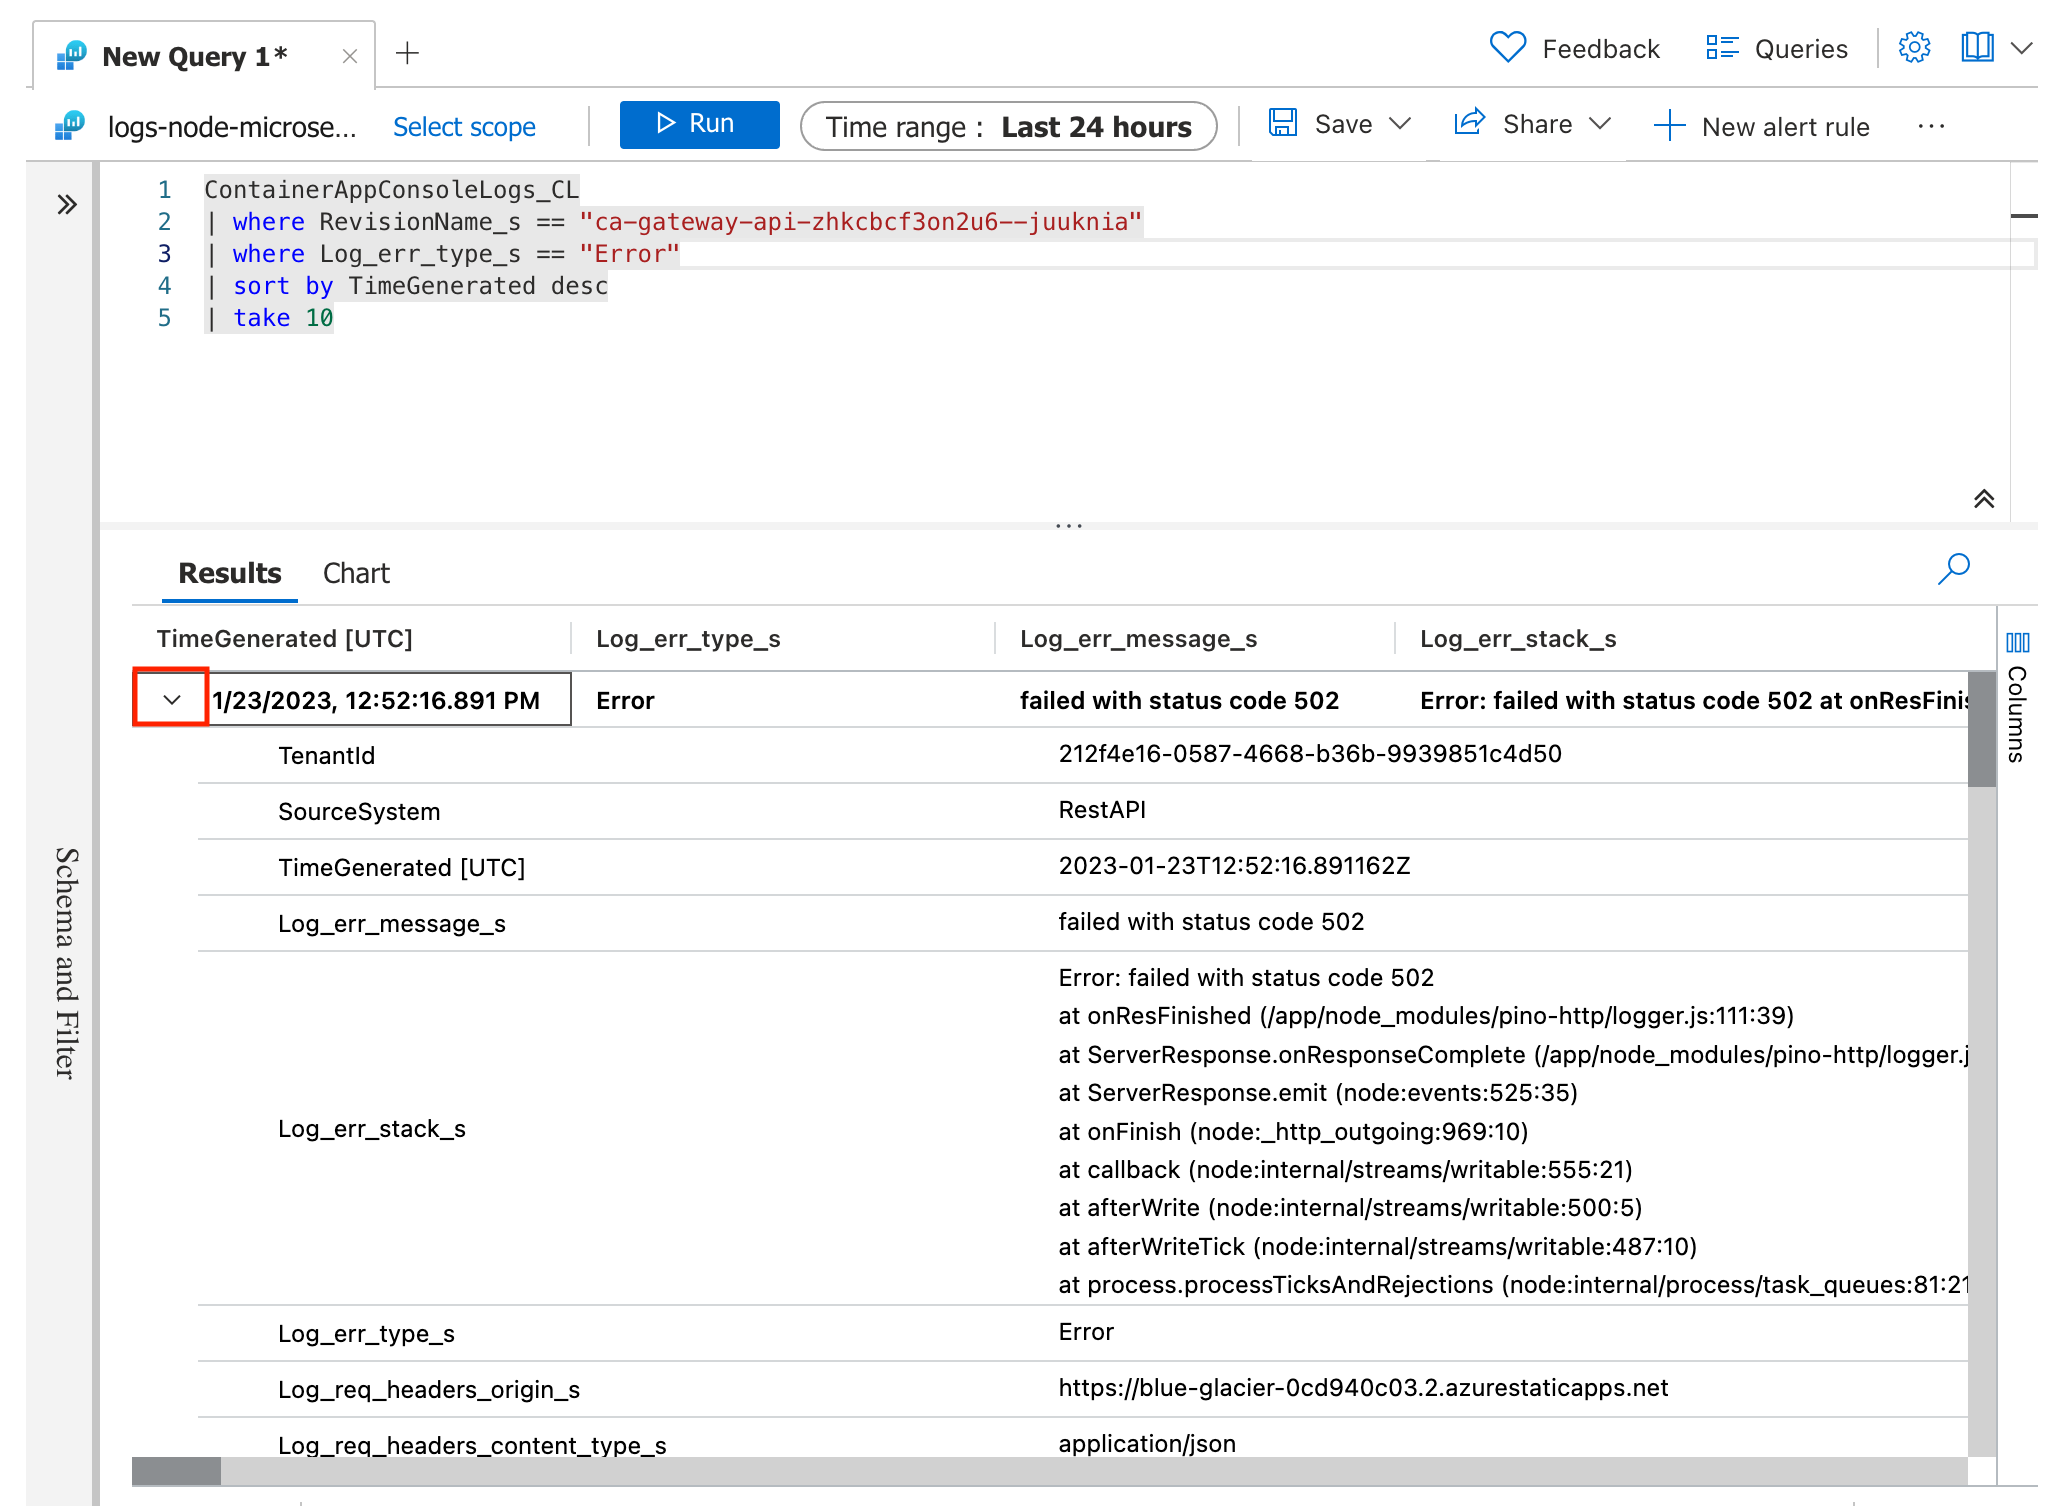 New Query 1*
Feedback
Queries
logs-node-microse...
Select scope
Run
Time range : Last 24 hours
Save
Share
New alert rule
1 ContainerAppConsoleLogs_CL
2 | where RevisionName_s == "ca-gateway-api-zhkcbcf3on2u6--juuknia"
3 | where Log_err_type_s == "Error"
4 | sort by TimeGenerated desc
5 | take 10
Schema and Filter
Results
Chart
TimeGenerated [UTC] Log_err_type_s Log_err_message_s Log_err_stack_s
1/23/2023, 12:52:16.891 PM Error failed with status code 502 Error: failed with status code 502 at onResFinis
Columns
TenantId 212f4e16-0587-4668-b36b-9939851c4d50
SourceSystem RestAPI
TimeGenerated [UTC] 2023-01-23T12:52:16.891162Z
Log_err_message_s failed with status code 502
Log_err_stack_s
Error: failed with status code 502
at onResFinished (/app/node_modules/pino-http/logger.js:111:39)
at ServerResponse.onResponseComplete (/app/node_modules/pino-http/logger.j
at ServerResponse.emit (node:events:525:35)
at onFinish (node:_http_outgoing:969:10)
at callback (node:internal/streams/writable:555:21)
at afterWrite (node:internal/streams/writable:500:5)
at afterWriteTick (node:internal/streams/writable:487:10)
at process.processTicksAndRejections (node:internal/process/task_queues:81:21
Log_err_type_s Error
Log_req_headers_origin_s https://blue-glacier-0cd940c03.2.azurestaticapps.net
Log_req_headers_content_type_s application/json